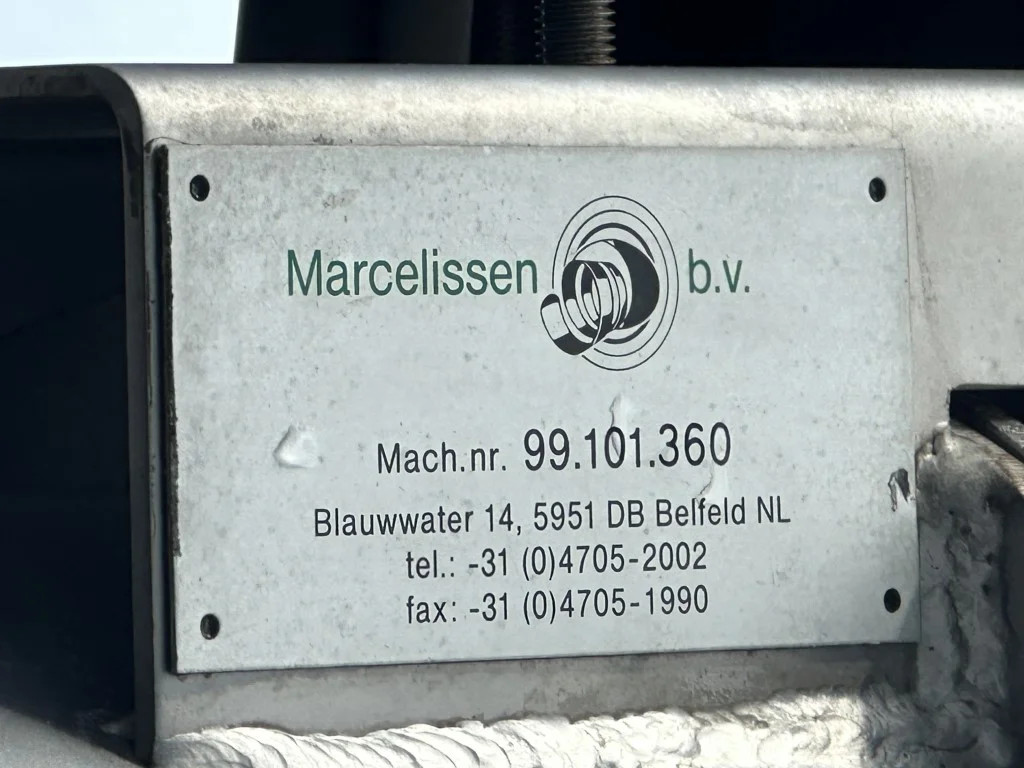 Marcelissen b.v.
Mach.nr. 99.101.360
Blauwwater 14, 5951 DB Belfeld NL
tel.: -31 (0)4705-2002
fax: -31 (0)4705-1990